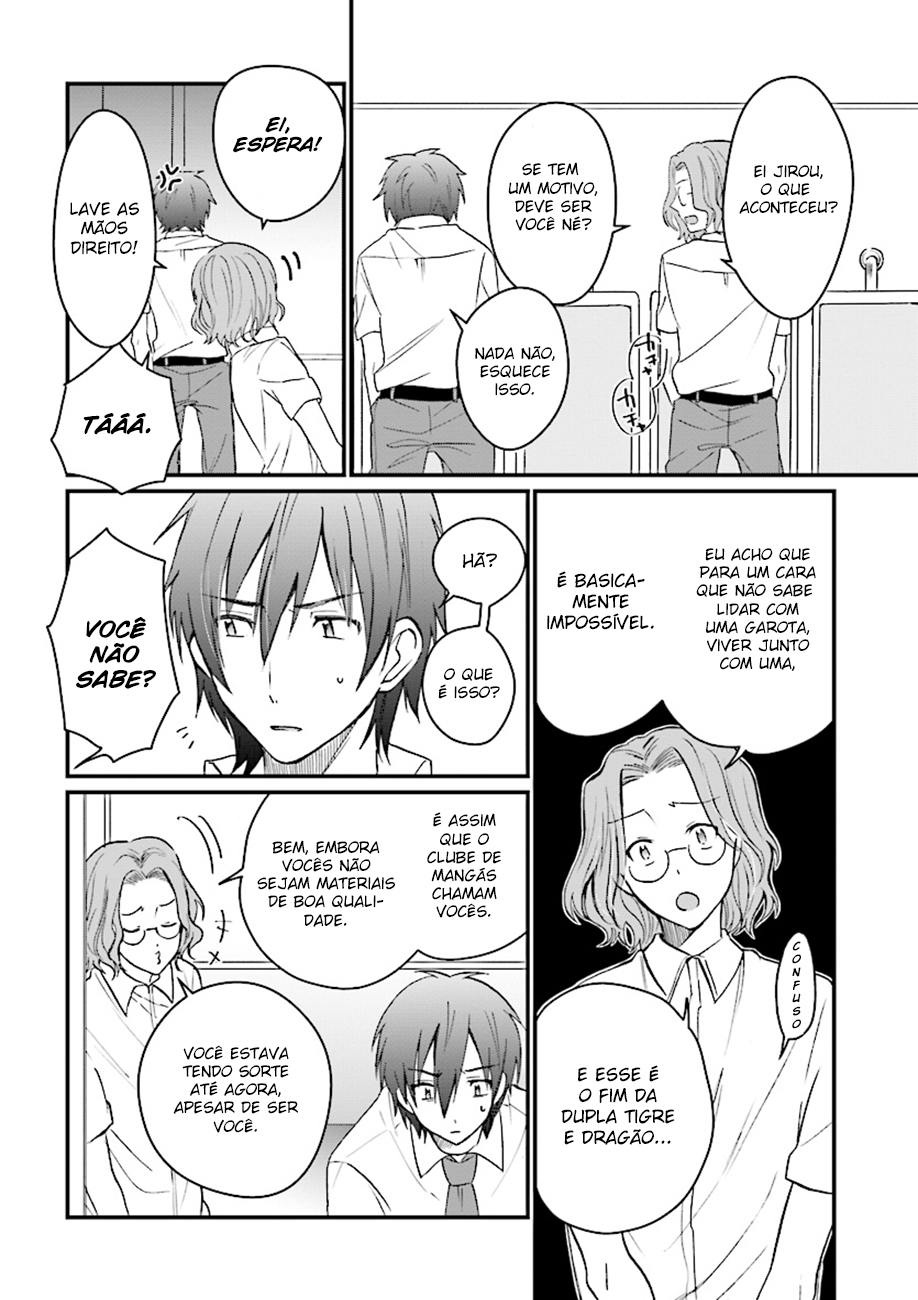 EI JIROU,
O QUE
ACONTECEU?
SE TEM
UM MOTIVO,
DEVE SER
VOCÊ NÉ?
NADA NÃO,
ESQUECE
ISSO.
EI,
ESPERA!
LAVE AS
MÃOS
DIREITO!
TÁÁÁ.
EU ACHO QUE
PARA UM CARA
QUE NÃO SABE
LIDAR COM
UMA GAROTA,
VIVER JUNTO
COM UMA,
É BASICA-
MENTE
IMPOSSÍVEL.
CONFUSO
E ESSE É
O FIM DA
DUPLA TIGRE
E DRAGÃO...
HÃ?
O QUE
É ISSO?
VOCÊ
NÃO
SABE?
É ASSIM
QUE O
CLUBE DE
MANGÁS
CHAMAM
VOCÊS.
BEM, EMBORA
VOCÊS NÃO
SEJAM MATERIAIS
DE BOA QUALI-
DADE.
VOCÊ ESTAVA
TENDO SORTE
ATÉ AGORA,
APESAR DE SER
VOCÊ.